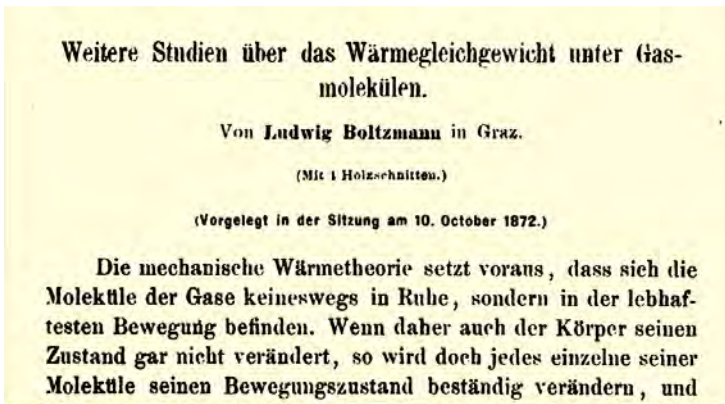 Weitere Studien über das Wärmegleichgewicht unter Gas-
molekülen.
Von Ludwig Boltzmann in Graz.
(Mit 4 Holzschnitten.)
(Vorgelegt in der Sitzung am 10. October 1872.)
Die mechanische Wärmetheorie setzt voraus, dass sich die
Moleküle der Gase keineswegs in Ruhe, sondern in der lebhaf-
testen Bewegung befinden. Wenn daher auch der Körper seinen
Zustand gar nicht verändert, so wird doch jedes einzelne seiner
Moleküle seinen Bewegungszustand beständig verändern, und